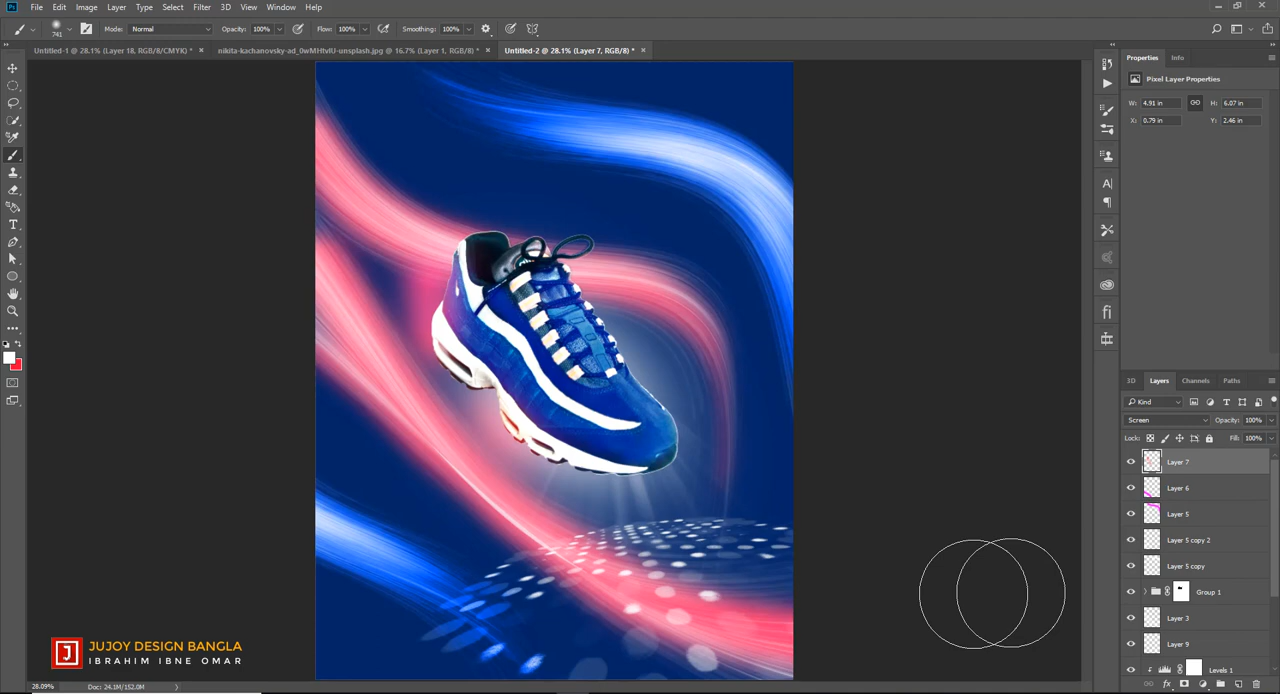 File Edit Image Layer Type Select Filter 3D View Window Help
741 Mode: Normal Opacity: 100% Flow: 100% Smoothing: 100%
Untitled-1 @ 28.1% (Layer 18, RGB/8/CMYK) * × nikita-kachanovsky-ad_0wMHtvlU-unsplash.jpg @ 16.7% (Layer 1, RGB/8) * × Untitled-2 @ 28.1% (Layer 7, RGB/8) * ×
Properties Info
Pixel Layer Properties
W: 4.91 in H: 6.07 in
X: 0.79 in Y: 2.46 in
3D Layers Channels Paths
Kind
Screen Opacity: 100%
Lock: Fill: 100%
Layer 7
Layer 6
Layer 5
Layer 5 copy 2
Layer 5 copy
Group 1
Layer 3
Layer 9
Levels 1
J JUJOY DESIGN BANGLA
IBRAHIM IBNE OMAR
28.09% Doc: 24.1M/152.0M